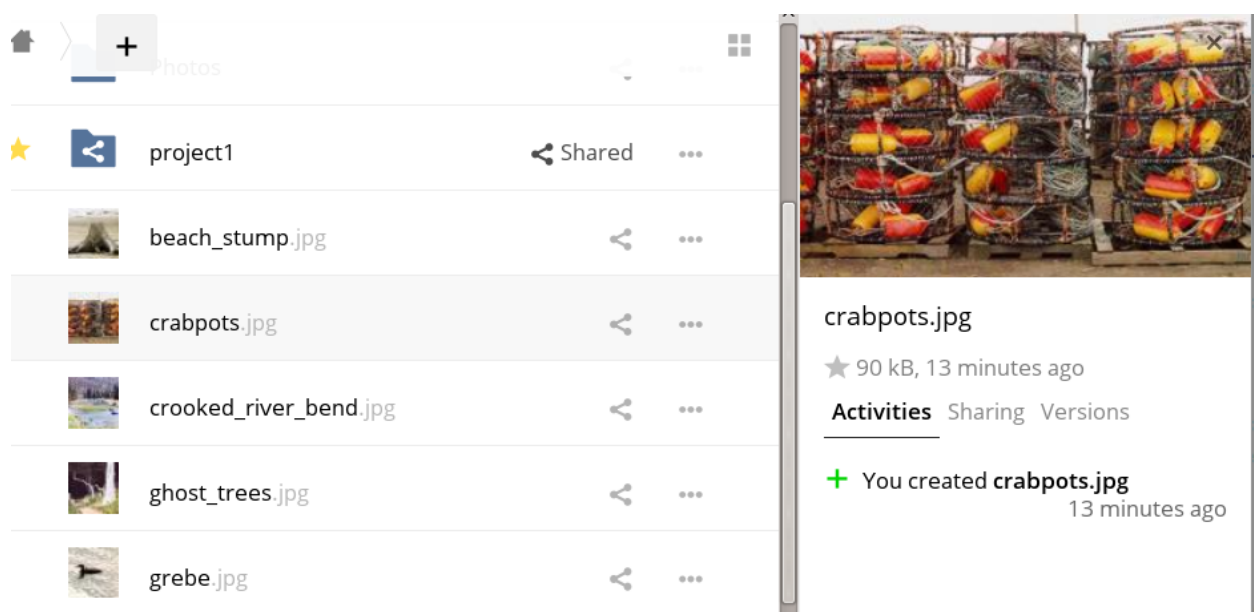 Photos
project1 Shared
beach_stump.jpg
crabpots.jpg
crooked_river_bend.jpg
ghost_trees.jpg
grebe.jpg
crabpots.jpg
90 kB, 13 minutes ago
Activities Sharing Versions
You created crabpots.jpg
13 minutes ago